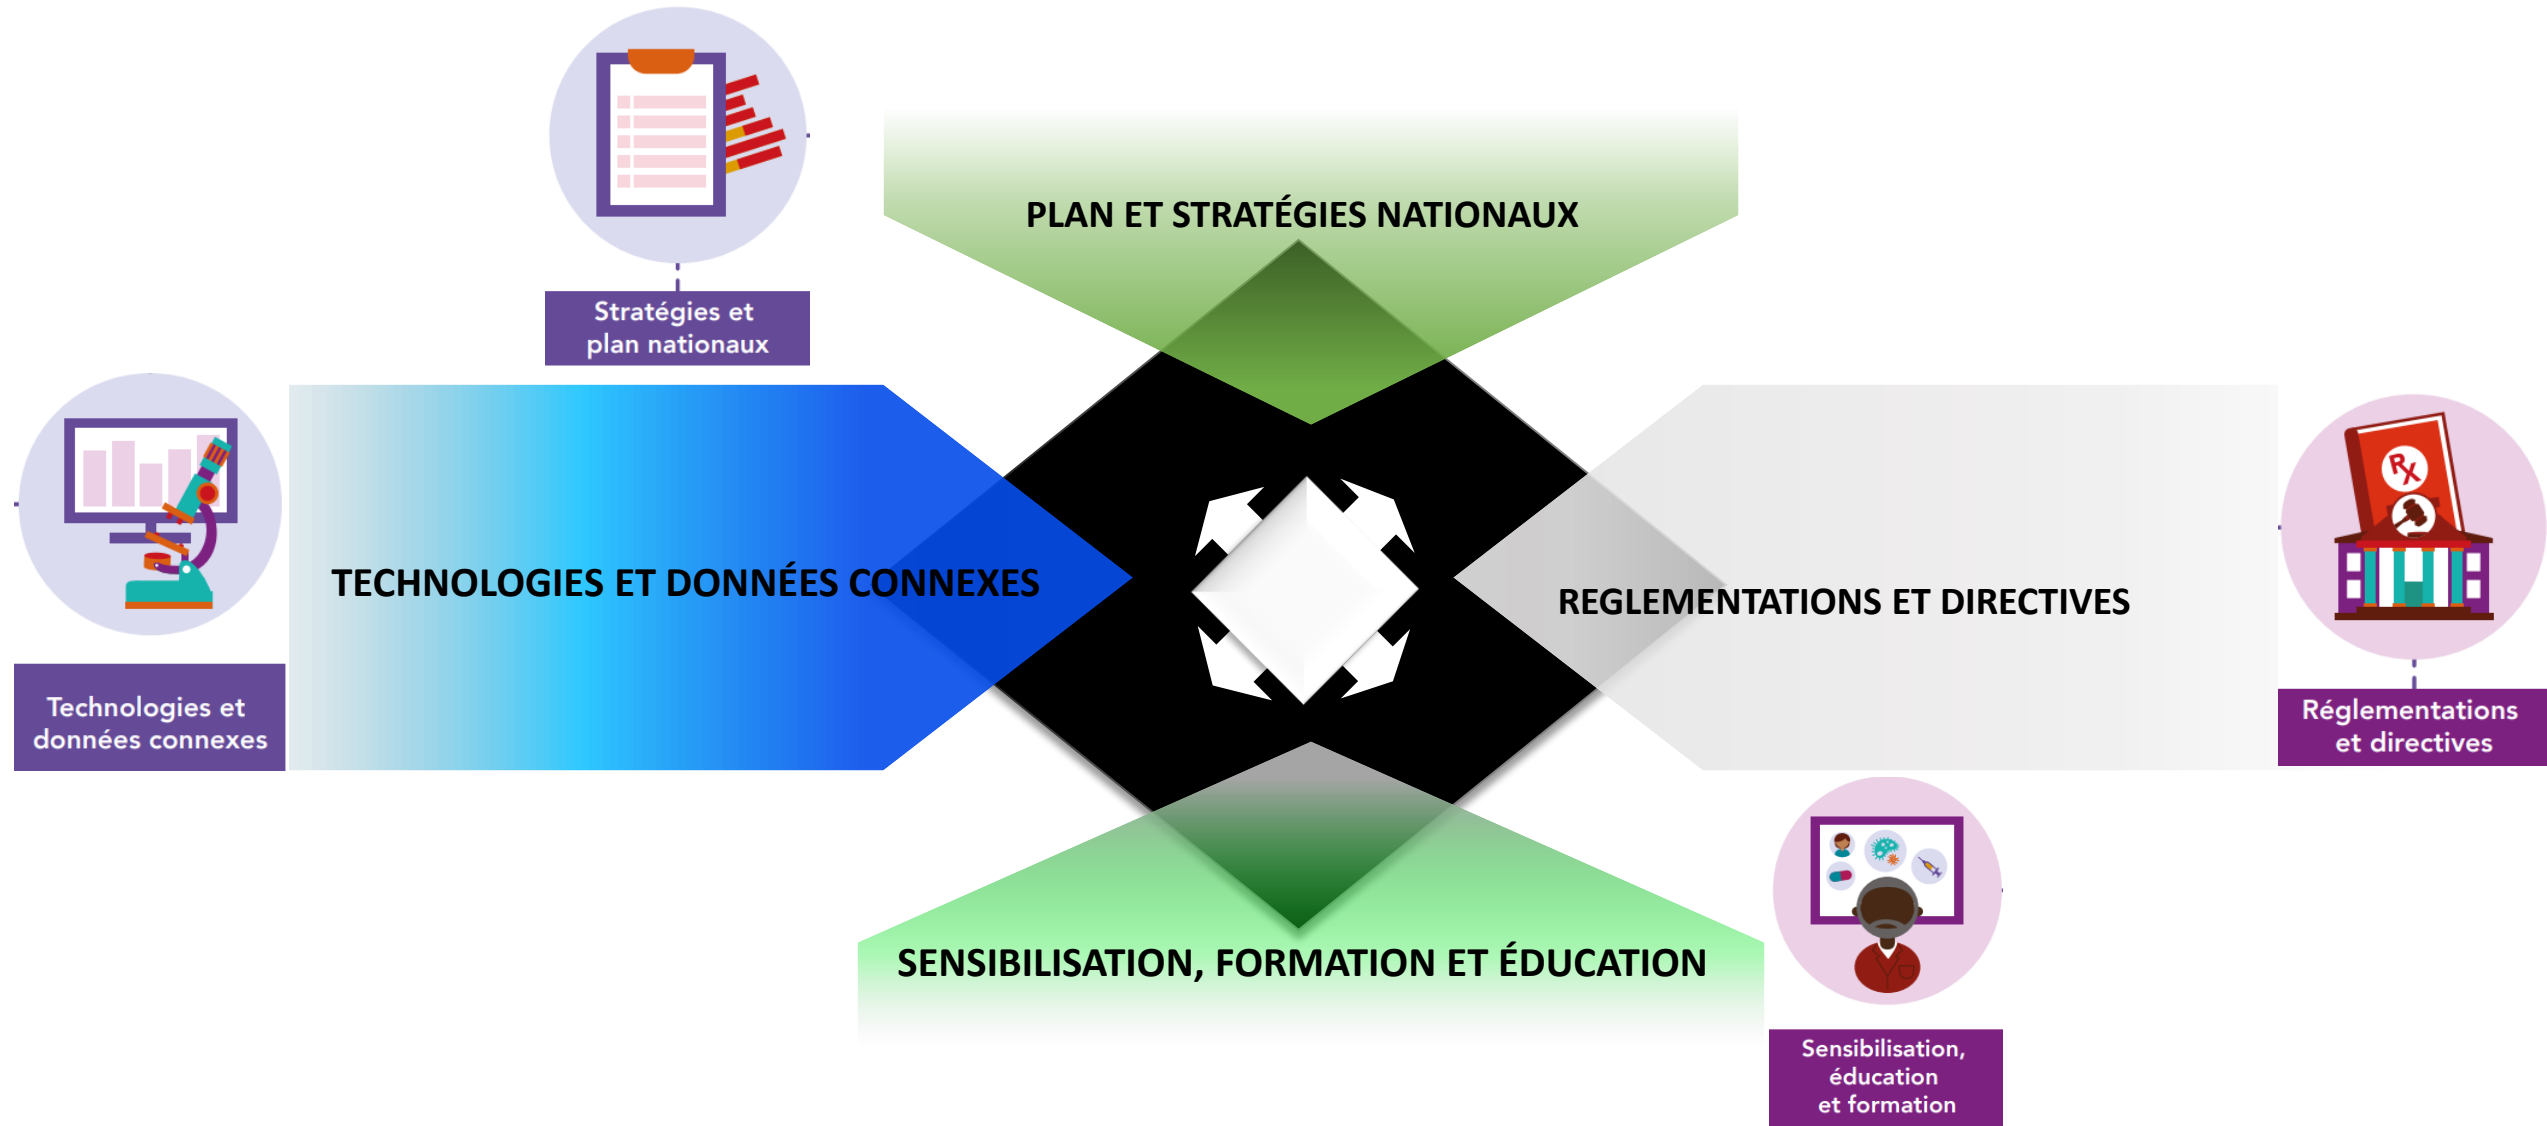 PLAN ET STRATÉGIES NATIONAUX
Stratégies et
plan nationaux
TECHNOLOGIES ET DONNÉES CONNEXES
Rx
REGLEMENTATIONS ET DIRECTIVES
Technologies et
données connexes
Réglementations
et directives
SENSIBILISATION, FORMATION ET ÉDUCATION
Sensibilisation,
éducation
et formation